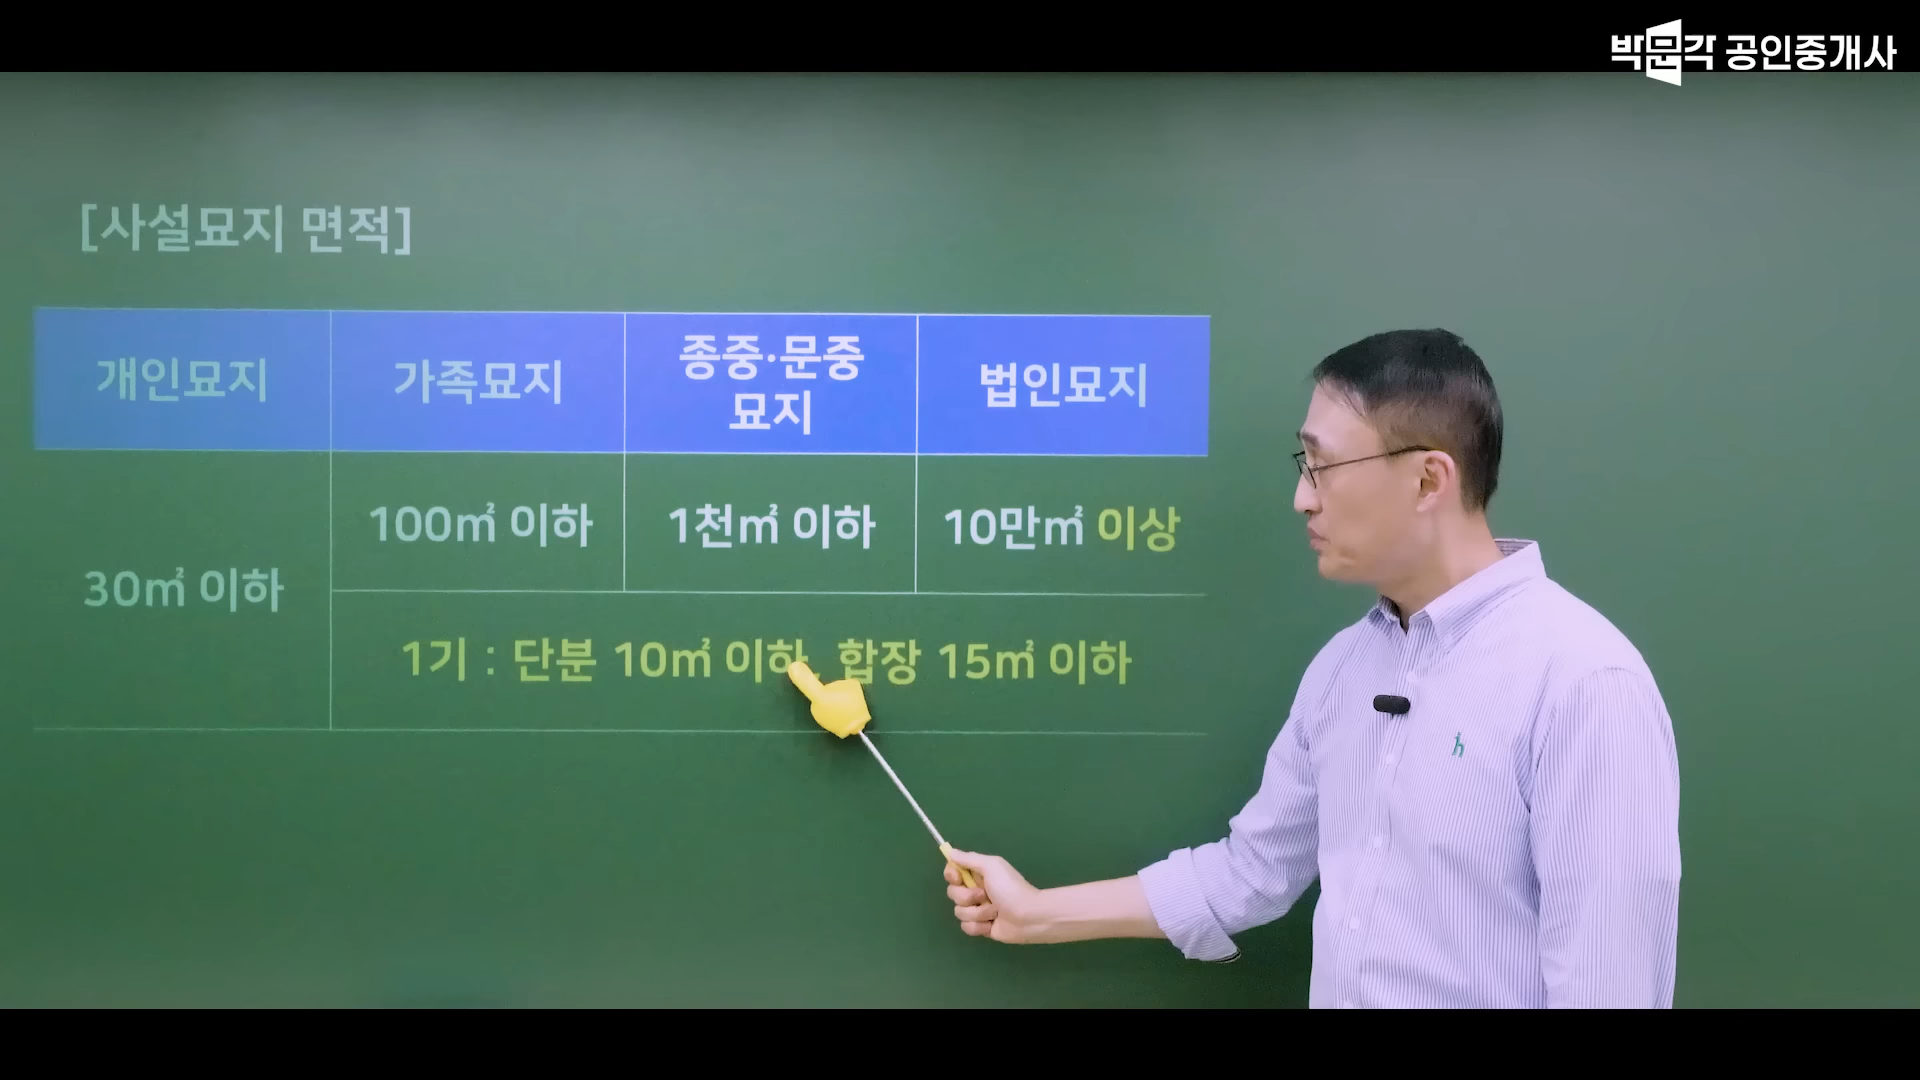 박문각 공인중개사
[사설묘지 면적]
개인묘지
가족묘지
종중·문중
묘지
법인묘지
30㎡ 이하
100㎡ 이하
1천㎡ 이하
10만㎡ 이상
1기 : 단분 10㎡ 이하, 합장 15㎡ 이하
h